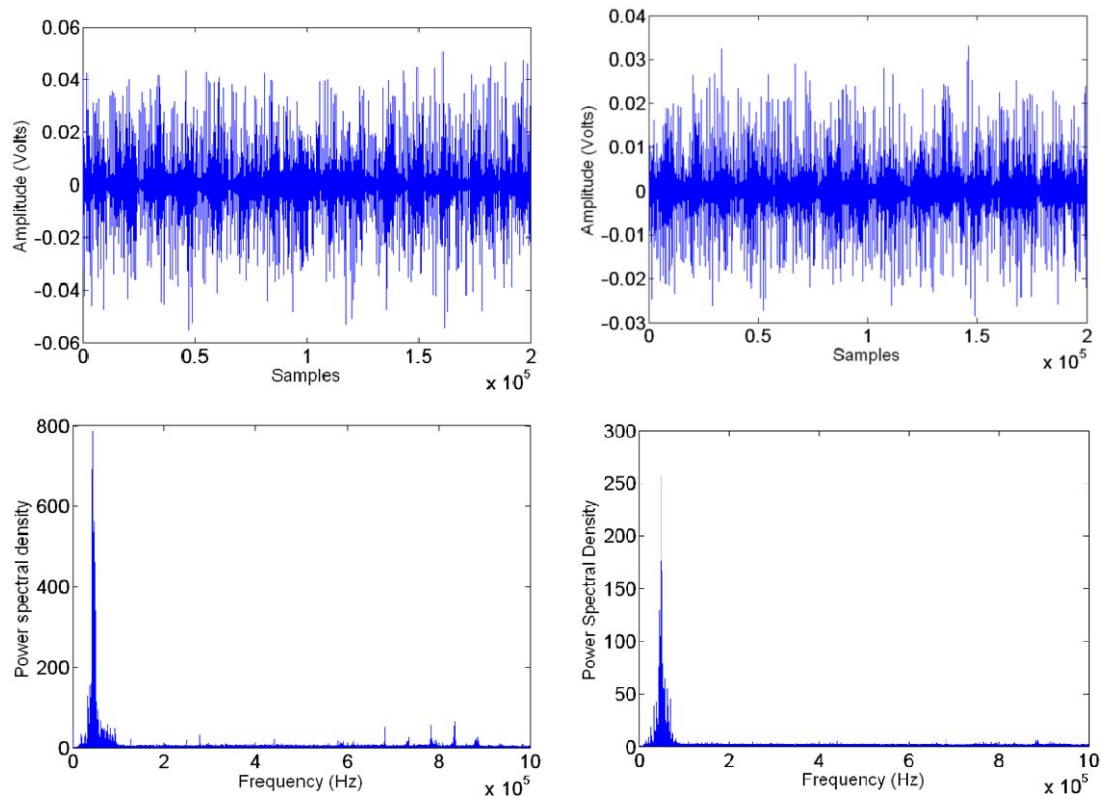 0.06
0.04
0.02
0
-0.02
-0.04
-0.06
Amplitude (Volts)
0 0.5 1 1.5 2
Samples
x 10^5
0.04
0.03
0.02
0.01
0
-0.01
-0.02
-0.03
Amplitude (Volts)
0 0.5 1 1.5 2
Samples
x 10^5
800
600
400
200
0
Power spectral density
0 2 4 6 8 10
Frequency (Hz)
x 10^5
300
250
200
150
100
50
0
Power Spectral Density
0 2 4 6 8 10
Frequency (Hz)
x 10^5